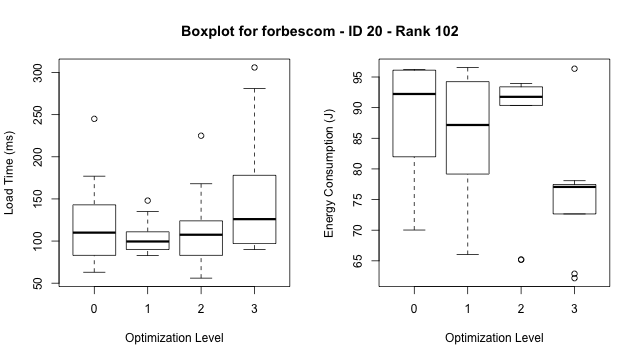 Boxplot for forbescom - ID 20 - Rank 102
Load Time (ms)
300
250
200
150
100
50
0 1 2 3
Optimization Level
Energy Consumption (J)
95
90
85
80
75
70
65
0 1 2 3
Optimization Level